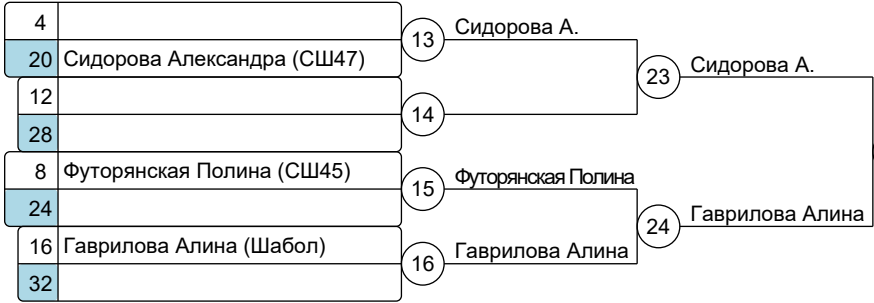 4
20 Сидорова Александра (СШ47)
12
28
8 Футорянская Полина (СШ45)
24
16 Гаврилова Алина (Шабол)
32
13 Сидорова А.
14
15 Футорянская Полина
16 Гаврилова Алина
23 Сидорова А.
24 Гаврилова Алина